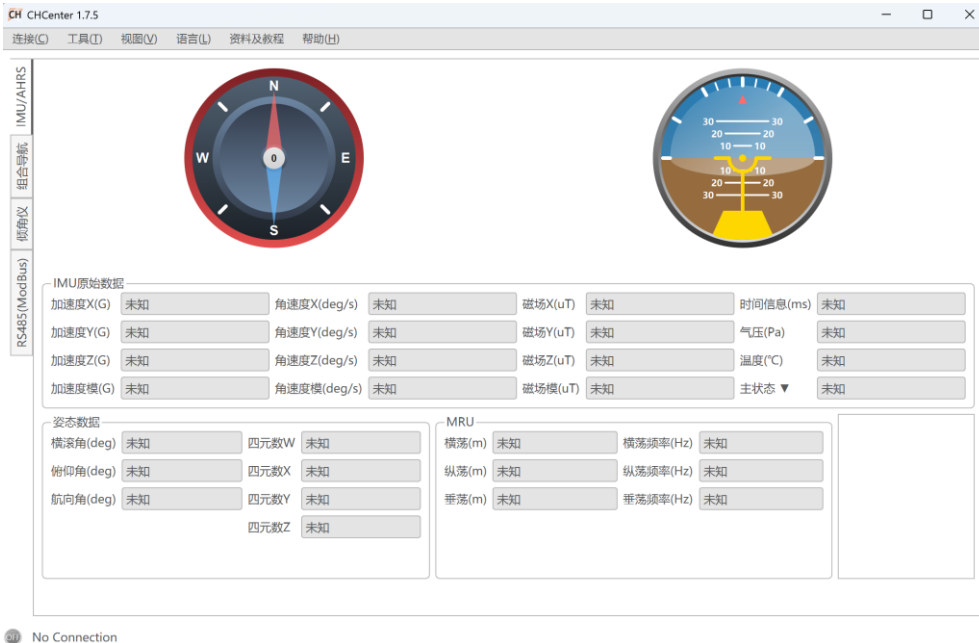 CH CHCenter 1.7.5
连接(C) 工具(T) 视图(V) 语言(L) 资料及教程 帮助(H)
IMU/AHRS
组合导航
倾角仪
RS485(ModBus)
N
W 0 E
S
30 30
20 20
10 10
10 10
20 20
30 30
IMU原始数据
加速度X(G) 未知 角速度X(deg/s) 未知 磁场X(uT) 未知 时间信息(ms) 未知
加速度Y(G) 未知 角速度Y(deg/s) 未知 磁场Y(uT) 未知 气压(Pa) 未知
加速度Z(G) 未知 角速度Z(deg/s) 未知 磁场Z(uT) 未知 温度(℃) 未知
加速度模(G) 未知 角速度模(deg/s) 未知 磁场模(uT) 未知 主状态 ▼ 未知
姿态数据 MRU
横滚角(deg) 未知 四元数W 未知 横荡(m) 未知 横荡频率(Hz) 未知
俯仰角(deg) 未知 四元数X 未知 纵荡(m) 未知 纵荡频率(Hz) 未知
航向角(deg) 未知 四元数Y 未知 垂荡(m) 未知 垂荡频率(Hz) 未知
四元数Z 未知
No Connection